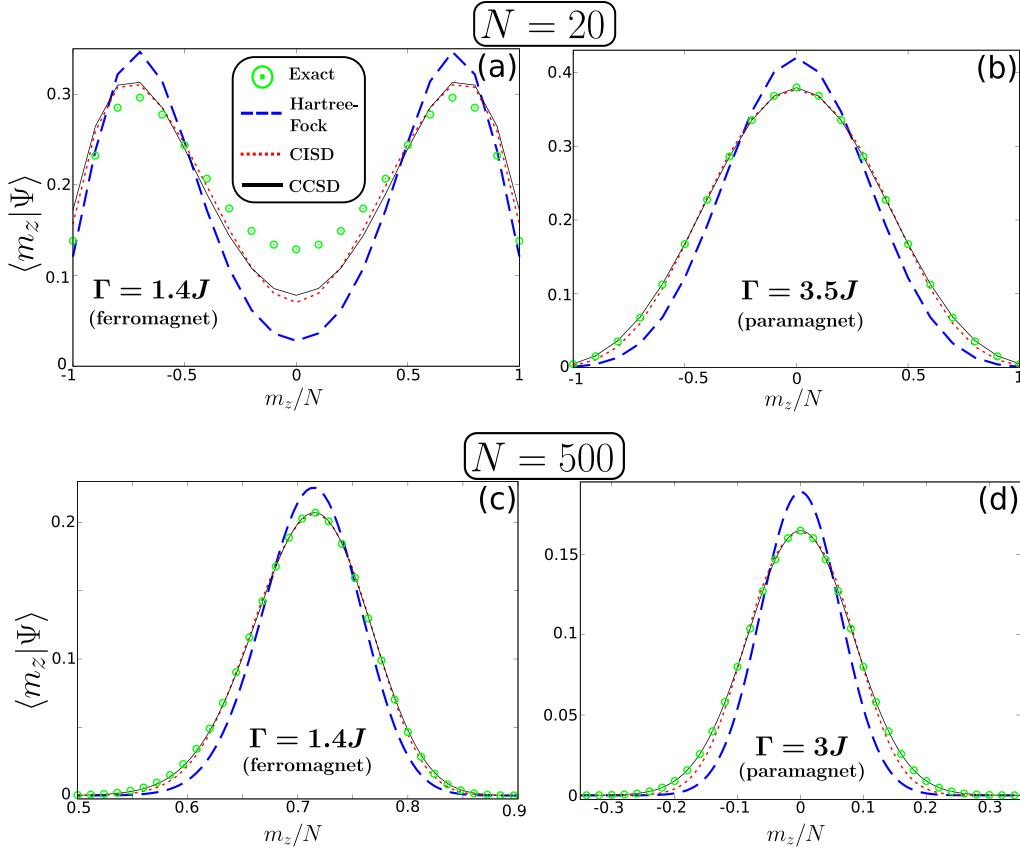 N = 20
(a)
⟨m_z|Ψ⟩
0.3
0.2
0.1
0
Exact
Hartree-
Fock
CISD
CCSD
Γ = 1.4J
(ferromagnet)
-1
-0.5
0
0.5
1
m_z/N
(b)
0.4
0.3
0.2
0.1
0
Γ = 3.5J
(paramagnet)
-1
-0.5
0
0.5
1
m_z/N
N = 500
(c)
⟨m_z|Ψ⟩
0.2
0.1
0
Γ = 1.4J
(ferromagnet)
0.5
0.6
0.7
0.8
0.9
m_z/N
(d)
0.15
0.1
0.05
0
Γ = 3J
(paramagnet)
-0.3
-0.2
-0.1
0
0.1
0.2
0.3
m_z/N